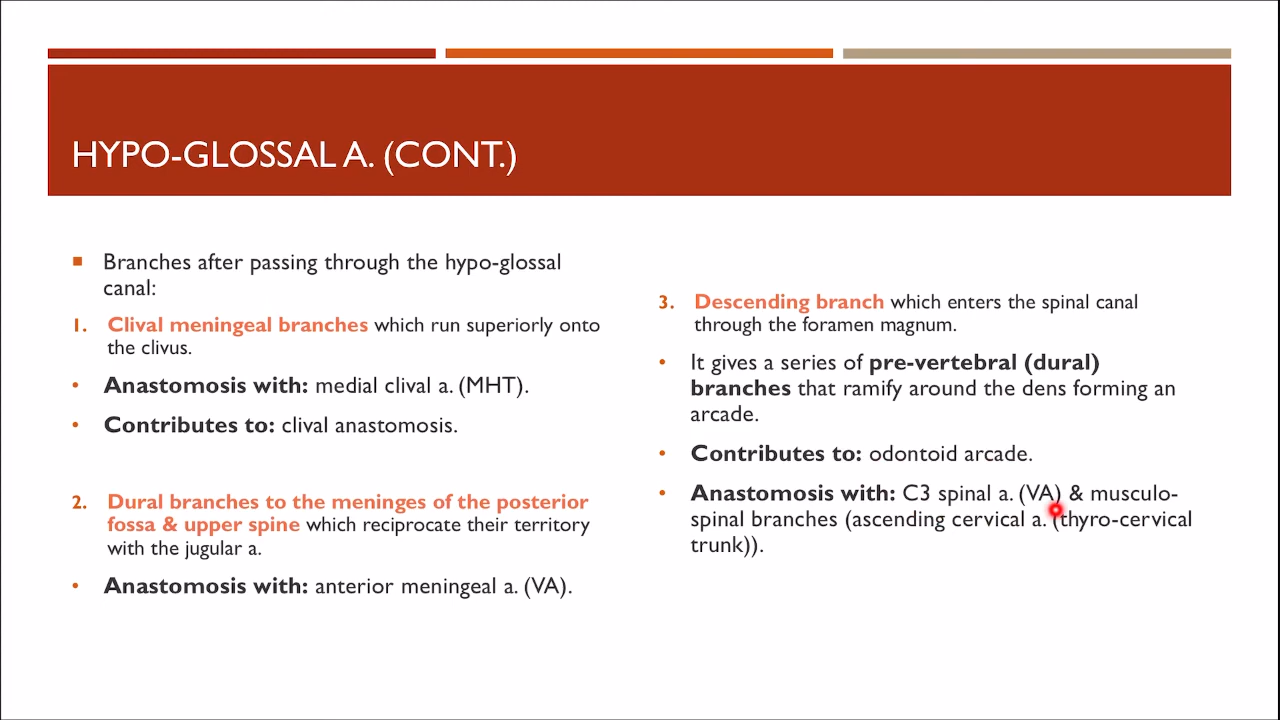 HYPO-GLOSSAL A. (CONT.)
Branches after passing through the hypo-glossal
canal:
1. Clival meningeal branches which run superiorly onto
the clivus.
• Anastomosis with: medial clival a. (MHT).
• Contributes to: clival anastomosis.
2. Dural branches to the meninges of the posterior
fossa & upper spine which reciprocate their territory
with the jugular a.
• Anastomosis with: anterior meningeal a. (VA).
3. Descending branch which enters the spinal canal
through the foramen magnum.
• It gives a series of pre-vertebral (dural)
branches that ramify around the dens forming an
arcade.
• Contributes to: odontoid arcade.
• Anastomosis with: C3 spinal a. (VA) & musculo-
spinal branches (ascending cervical a. (thyro-cervical
trunk)).